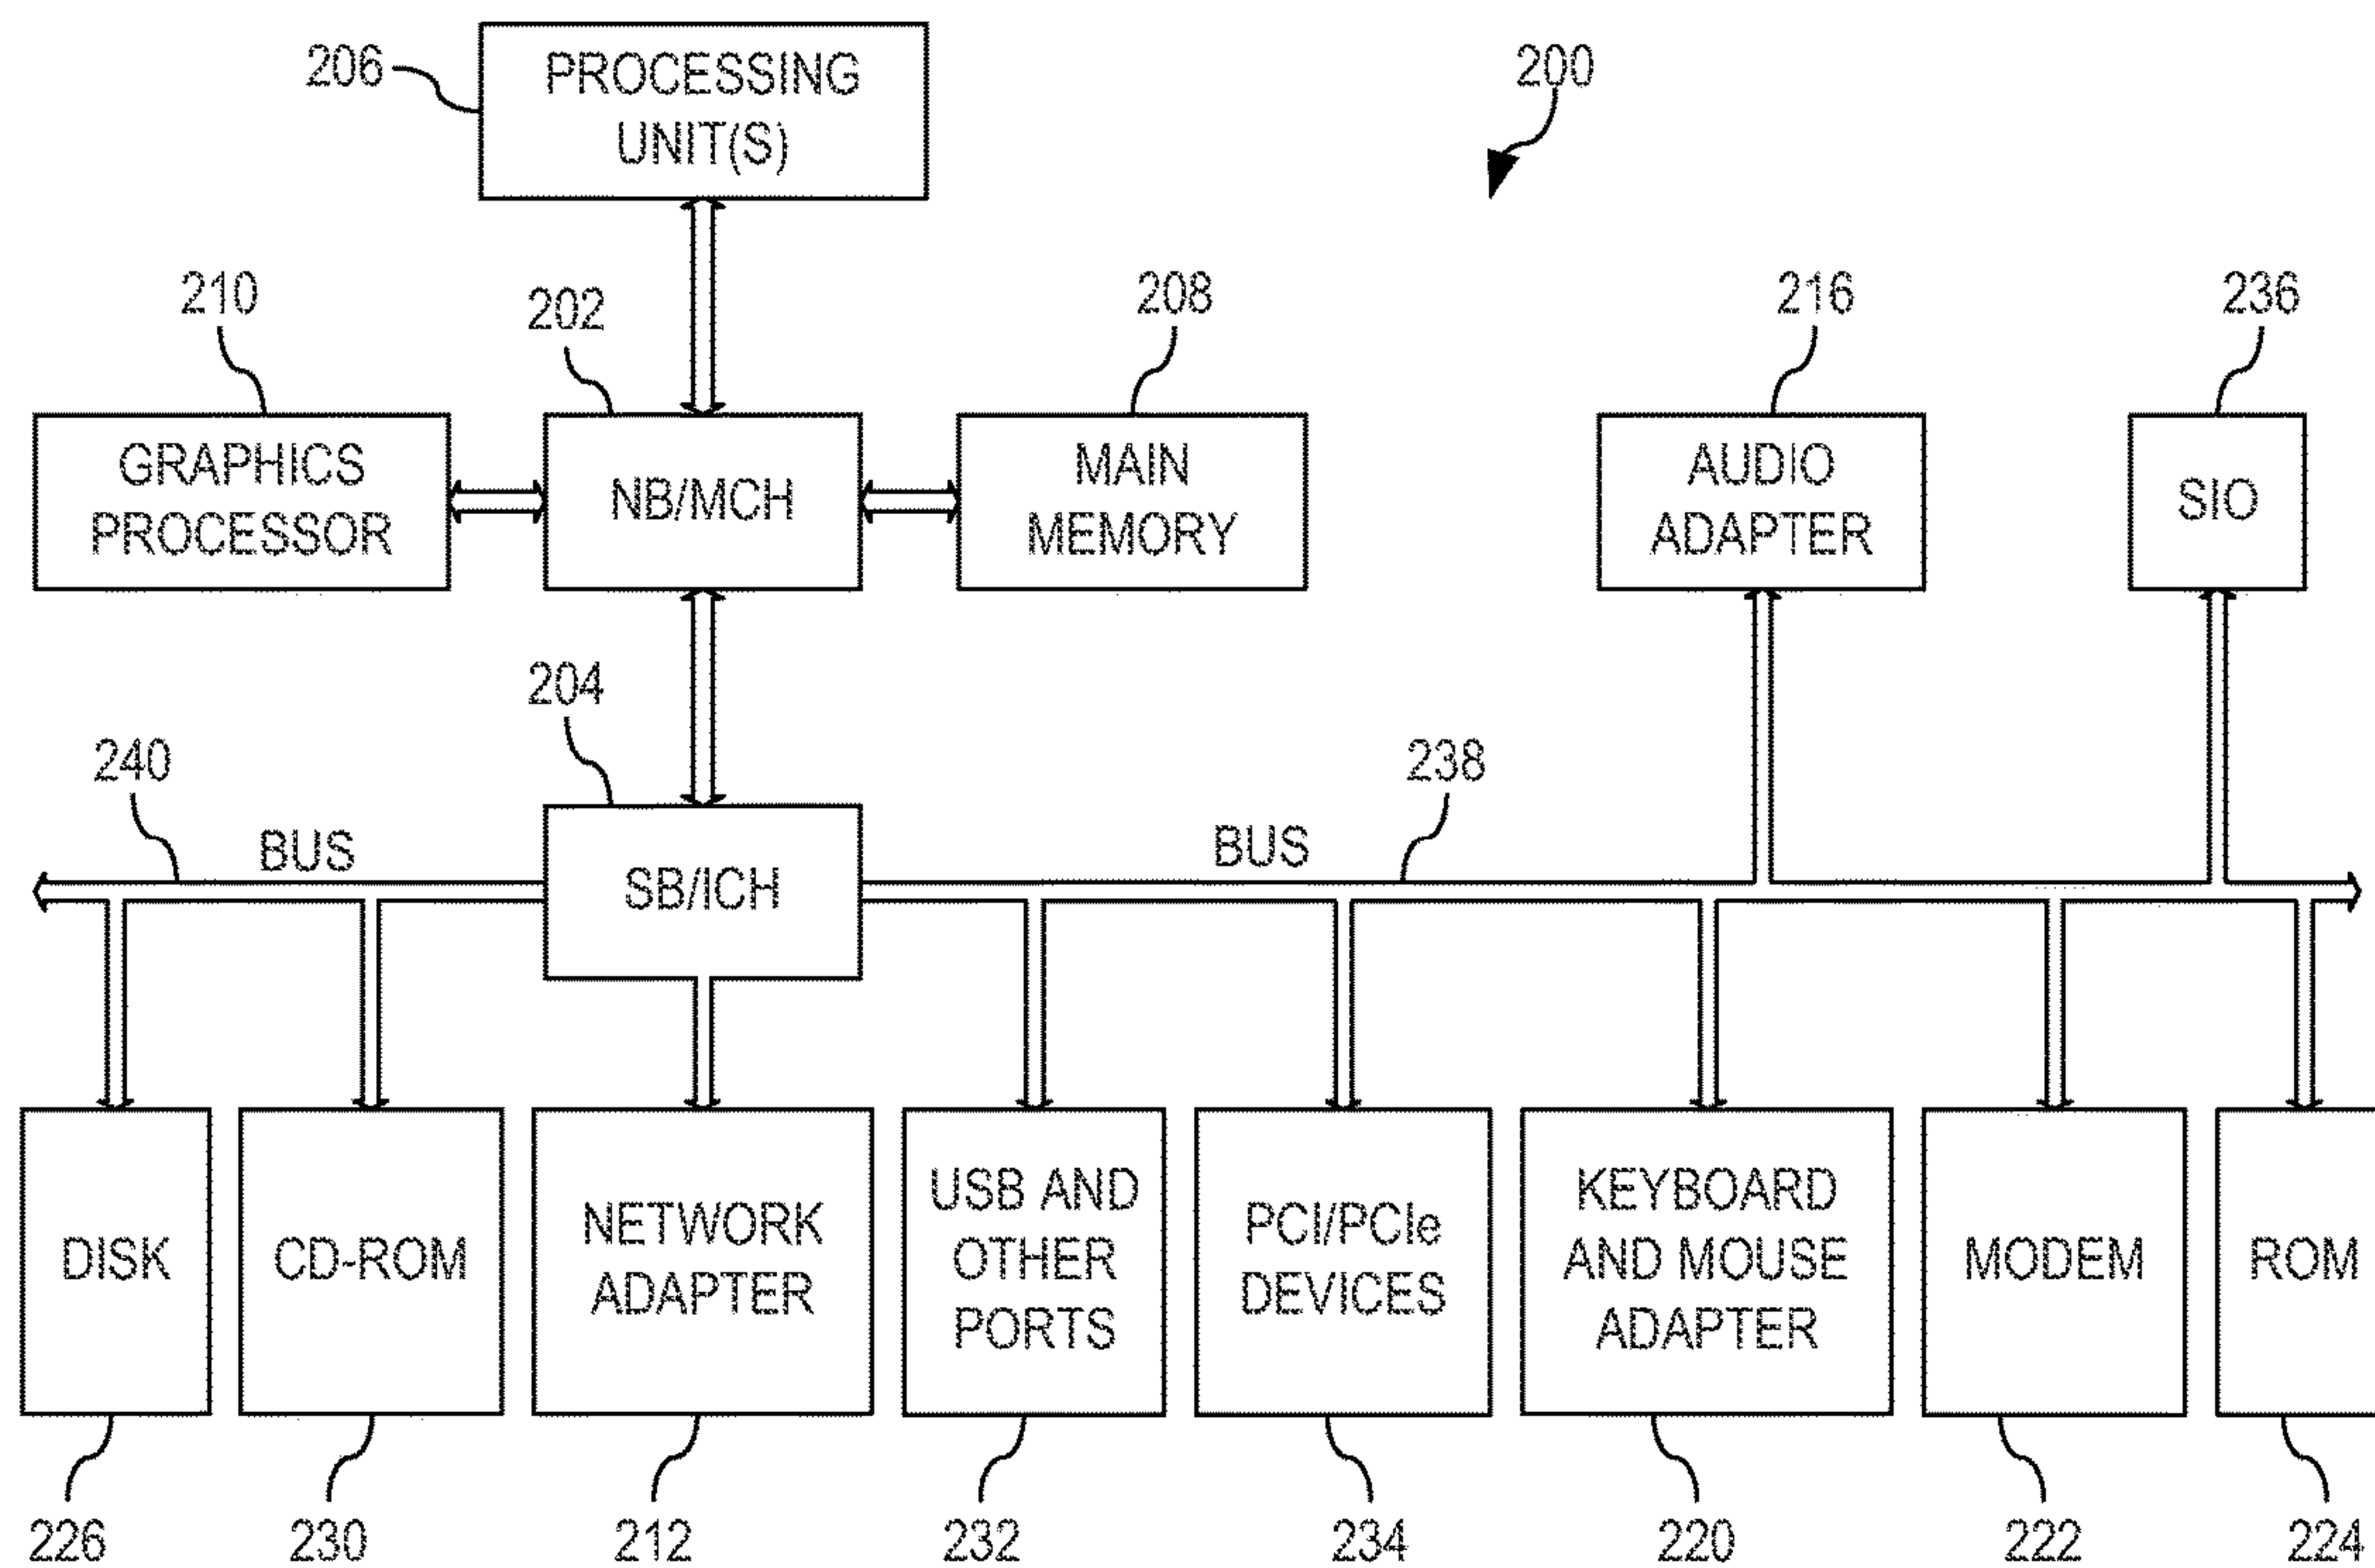 206
PROCESSING
UNIT(S)
200
210
202
208
216
236
GRAPHICS
PROCESSOR
NB/MCH
MAIN
MEMORY
AUDIO
ADAPTER
SIO
204
240
238
BUS
SB/ICH
BUS
DISK
CD-ROM
NETWORK
ADAPTER
USB AND
OTHER
PORTS
PCI/PCIe
DEVICES
KEYBOARD
AND MOUSE
ADAPTER
MODEM
ROM
226
230
212
232
234
220
222
224